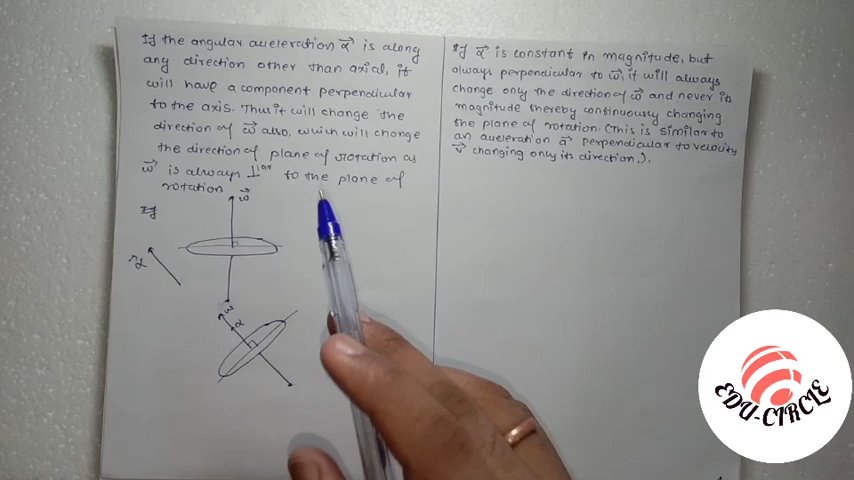 If the angular aueleration α⃗ is along
any direction other than axial, it
will have a component perpendicular
to the axis. Thus it will change the
direction of ω⃗ also, which will change
the direction of plane of rotation as
ω⃗ is always ⊥ar to the plane of
rotation
If
ω⃗
α⃗
ω
α
If α⃗ is constant in magnitude, but
always perpendicular to ω⃗, it will always
change only the direction of ω⃗ and never its
magnitude thereby continuously changing
the plane of rotation. (This is similar to
an aueleration a⃗ perpendicular to velocity
v⃗ changing only its direction.).
EDU-CIRCLE